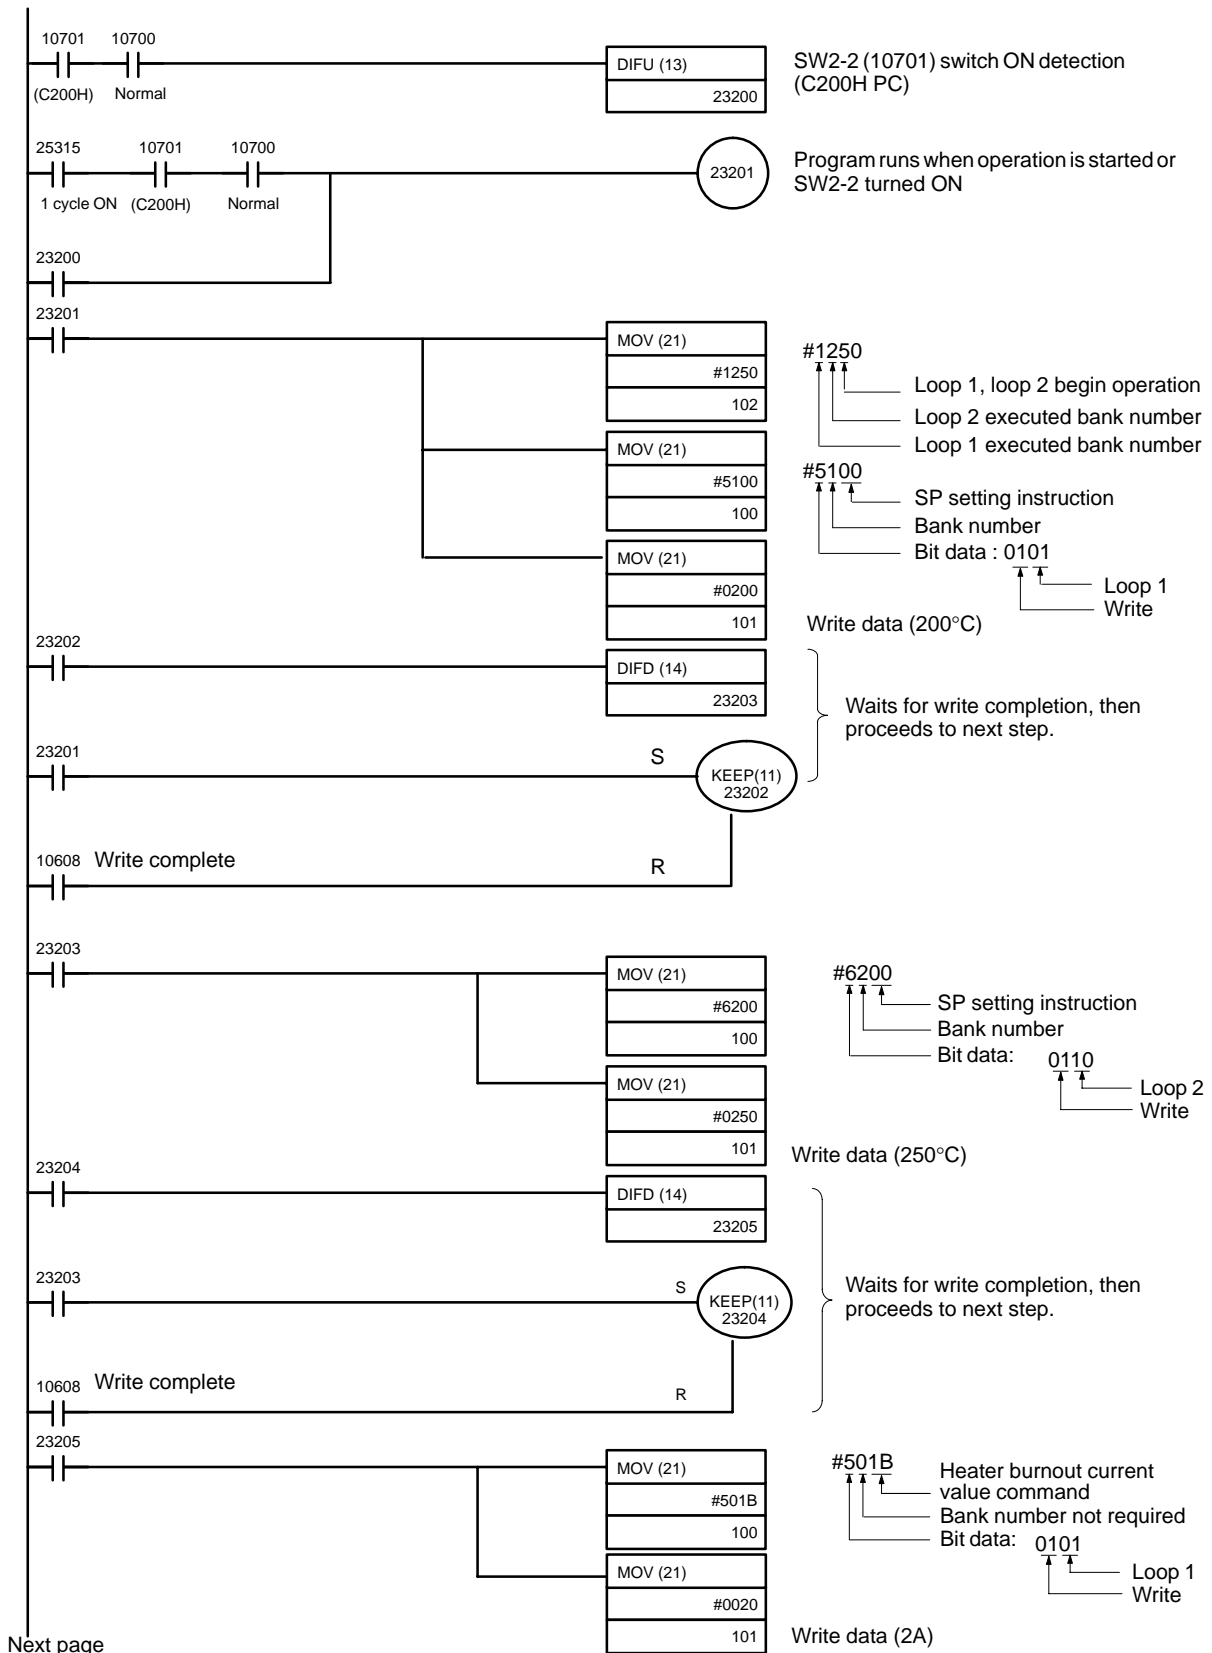 10701 10700
(C200H) Normal
DIFU (13)
23200
SW2-2 (10701) switch ON detection
(C200H PC)
25315 10701 10700
1 cycle ON (C200H) Normal
23201
Program runs when operation is started or
SW2-2 turned ON
23200
23201
MOV (21)
#1250
102
#1250
Loop 1, loop 2 begin operation
Loop 2 executed bank number
Loop 1 executed bank number
MOV (21)
#5100
100
#5100
SP setting instruction
Bank number
Bit data : 0101
Loop 1
Write
MOV (21)
#0200
101
Write data (200°C)
23202
DIFD (14)
23203
Waits for write completion, then
proceeds to next step.
23201
S
KEEP(11)
23202
10608 Write complete
R
23203
MOV (21)
#6200
100
#6200
SP setting instruction
Bank number
Bit data: 0110
Loop 2
Write
MOV (21)
#0250
101
Write data (250°C)
23204
DIFD (14)
23205
23203
S
KEEP(11)
23204
Waits for write completion, then
proceeds to next step.
10608 Write complete
R
23205
MOV (21)
#501B
100
#501B
Heater burnout current
value command
Bank number not required
Bit data: 0101
Loop 1
Write
MOV (21)
#0020
101
Write data (2A)
Next page